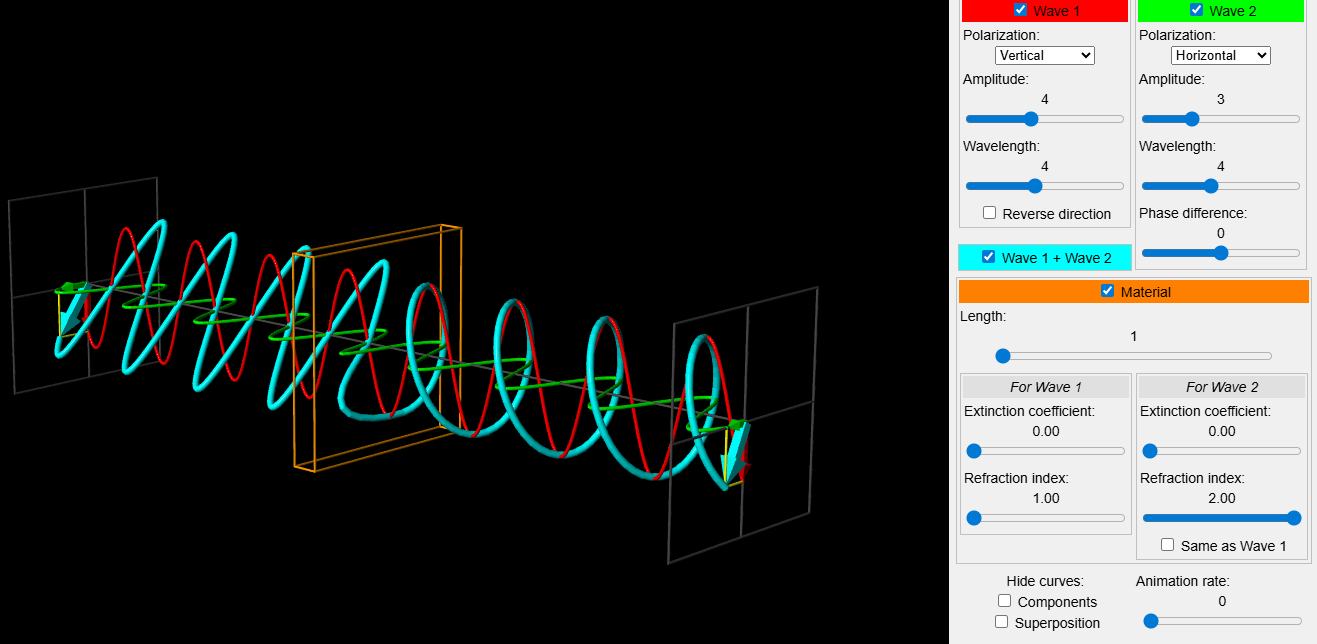 Wave 1 Wave 2
Polarization: Polarization:
Vertical Horizontal
Amplitude: Amplitude:
4 3
Wavelength: Wavelength:
4 4
Reverse direction Phase difference:
0
Wave 1 + Wave 2
Material
Length:
1
For Wave 1 For Wave 2
Extinction coefficient: Extinction coefficient:
0.00 0.00
Refraction index: Refraction index:
1.00 2.00
Same as Wave 1
Hide curves: Animation rate:
Components 0
Superposition